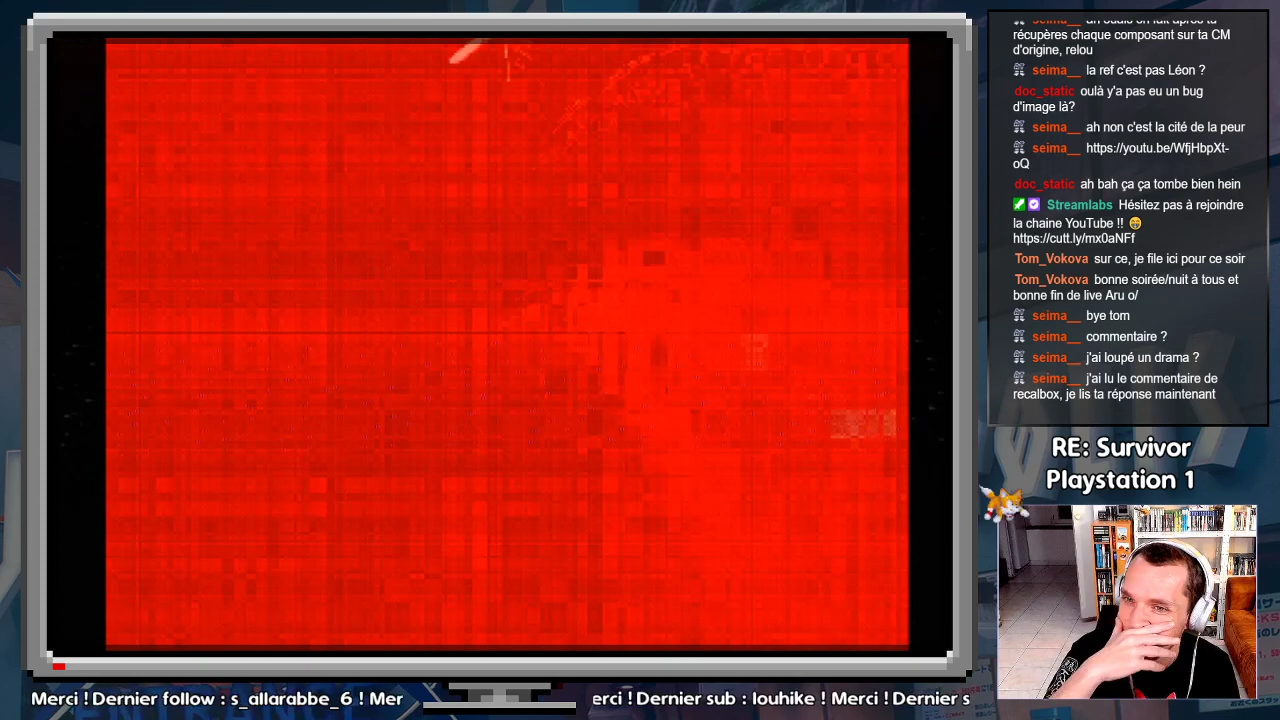 récupères chaque composant sur ta CM
d'origine, relou
seima__ la ref c'est pas Léon ?
doc_static oulà y'a pas eu un bug
d'image là?
seima__ ah non c'est la cité de la peur
seima__ https://youtu.be/WfjHbpXt-
oQ
doc_static ah bah ça ça tombe bien hein
Streamlabs Hésitez pas à rejoindre
la chaine YouTube !! 😁
https://cutt.ly/mx0aNFf
Tom_Vokova sur ce, je file ici pour ce soir
Tom_Vokova bonne soirée/nuit à tous et
bonne fin de live Aru o/
seima__ bye tom
seima__ commentaire ?
seima__ j'ai loupé un drama ?
seima__ j'ai lu le commentaire de
recalbox, je lis ta réponse maintenant
RE: Survivor
Playstation 1
Merci ! Dernier follow : s_allarabbe_6 ! Mer
erci ! Dernier sub : louhike ! Merci ! Dernier s